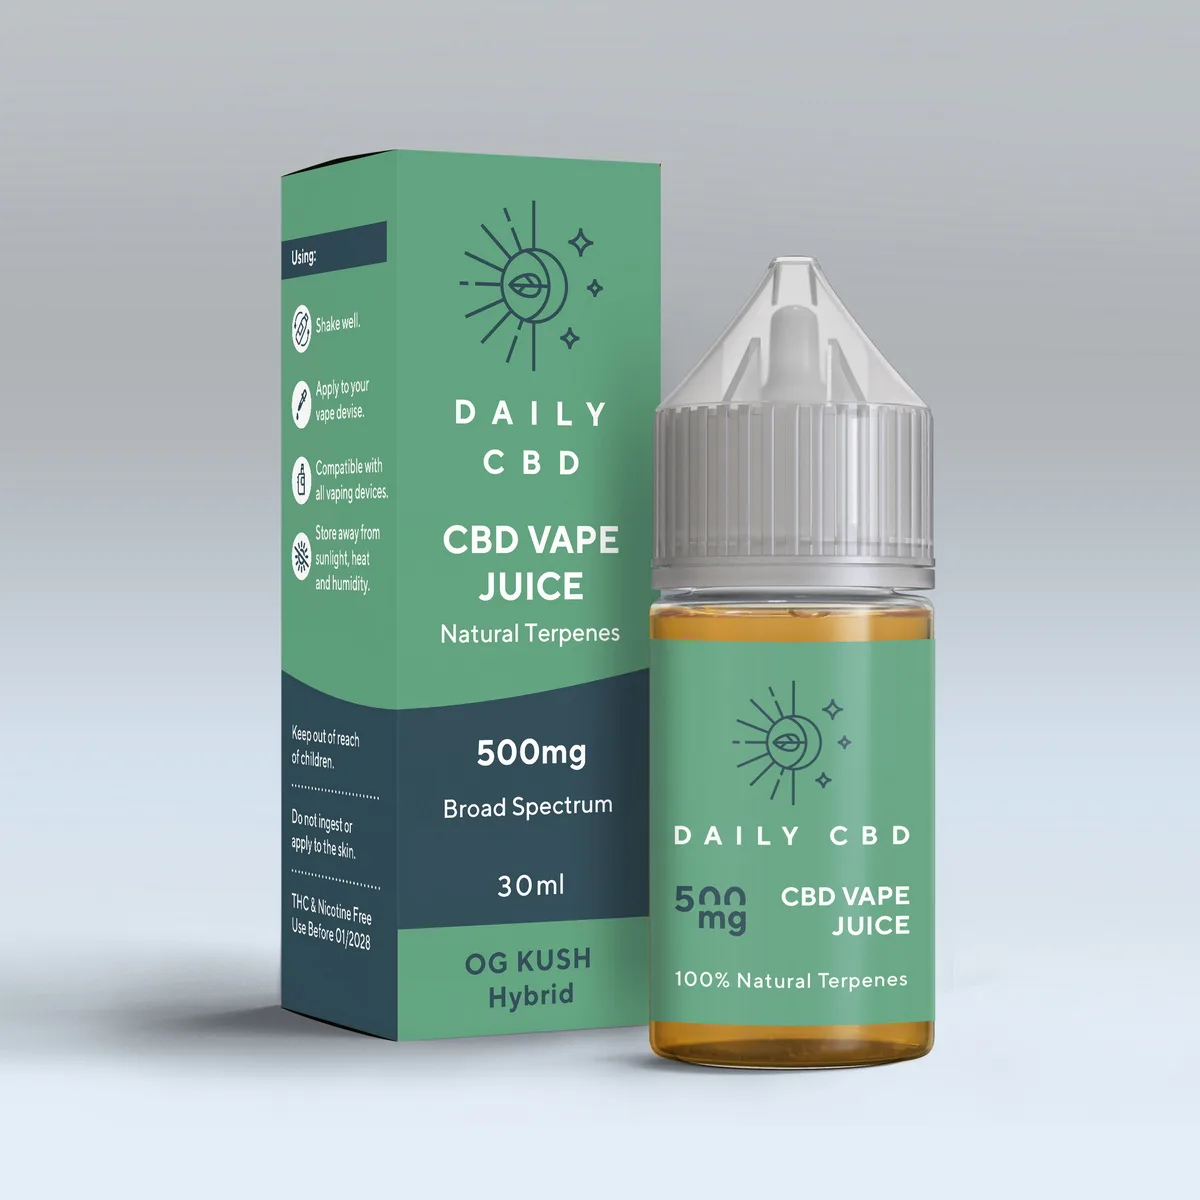 Using:
Shake well.
Apply to your
vape devise.
Compatible with
all vaping devices.
Store away from
sunlight, heat
and humidity.
Keep out of reach
of children.
Do not ingest or
apply to the skin.
THC & Nicotine Free
Use Before 01/2028
DAILY
CBD
CBD VAPE
JUICE
Natural Terpenes
500mg
Broad Spectrum
30ml
OG KUSH
Hybrid
DAILY CBD
500
mg
CBD VAPE
JUICE
100% Natural Terpenes